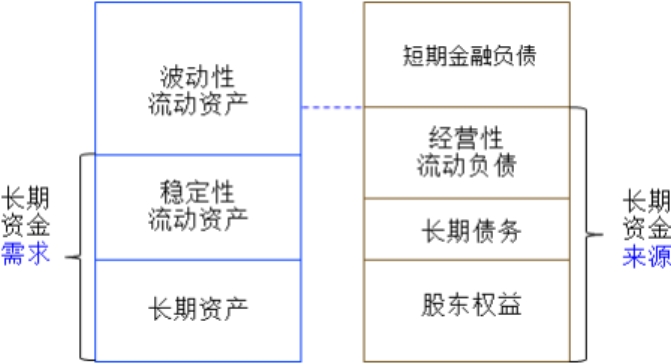 波动性
流动资产
稳定性
流动资产
长期资产
长期
资金
需求
短期金融负债
经营性
流动负债
长期债务
股东权益
长期
资金
来源